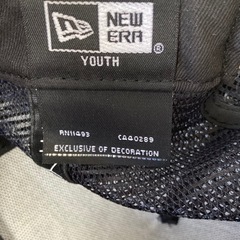 NEW
ERA®
YOUTH
RN11493 CA40289
EXCLUSIVE OF DECORATION